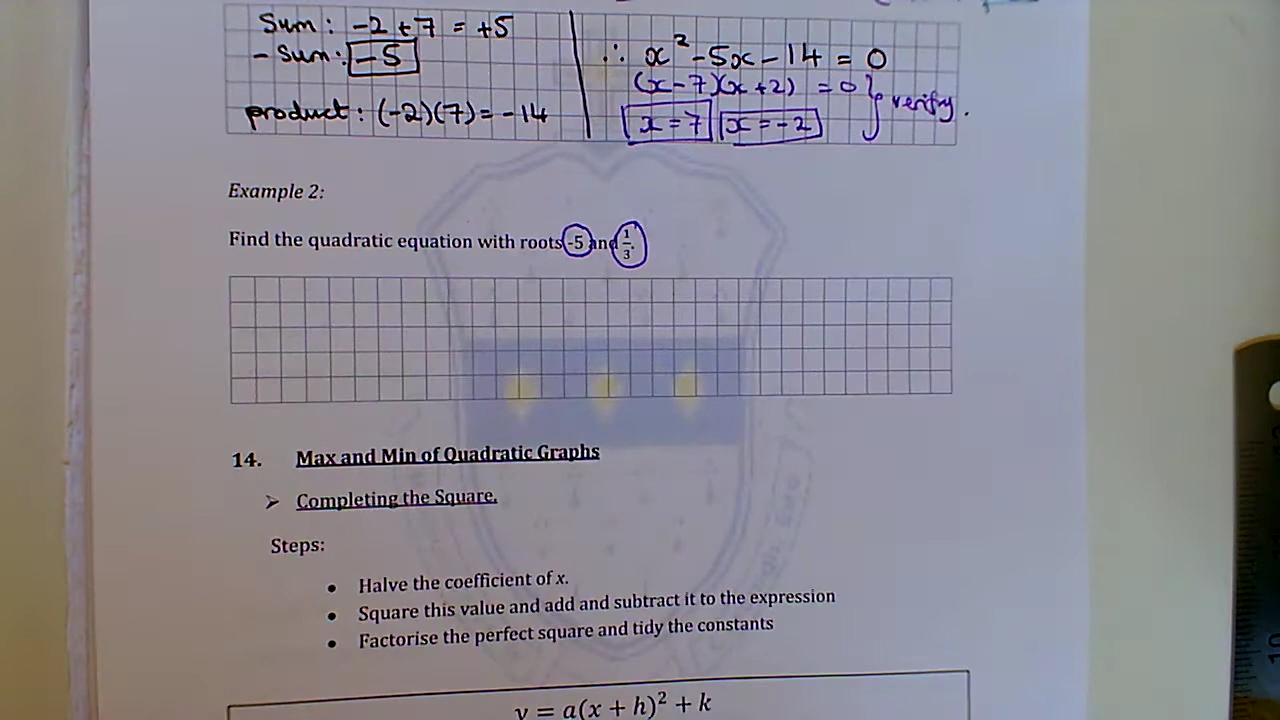 Sum: -2 + 7 = +5
- Sum: -5
product: (-2)(7) = -14
∴ x² - 5x - 14 = 0
(x - 7)(x + 2) = 0 } verify.
x = 7 x = -2
Example 2:
Find the quadratic equation with roots -5 and 1/3.
14. Max and Min of Quadratic Graphs
➢ Completing the Square.
Steps:
• Halve the coefficient of x.
• Square this value and add and subtract it to the expression
• Factorise the perfect square and tidy the constants
y = a(x + h)² + k
10